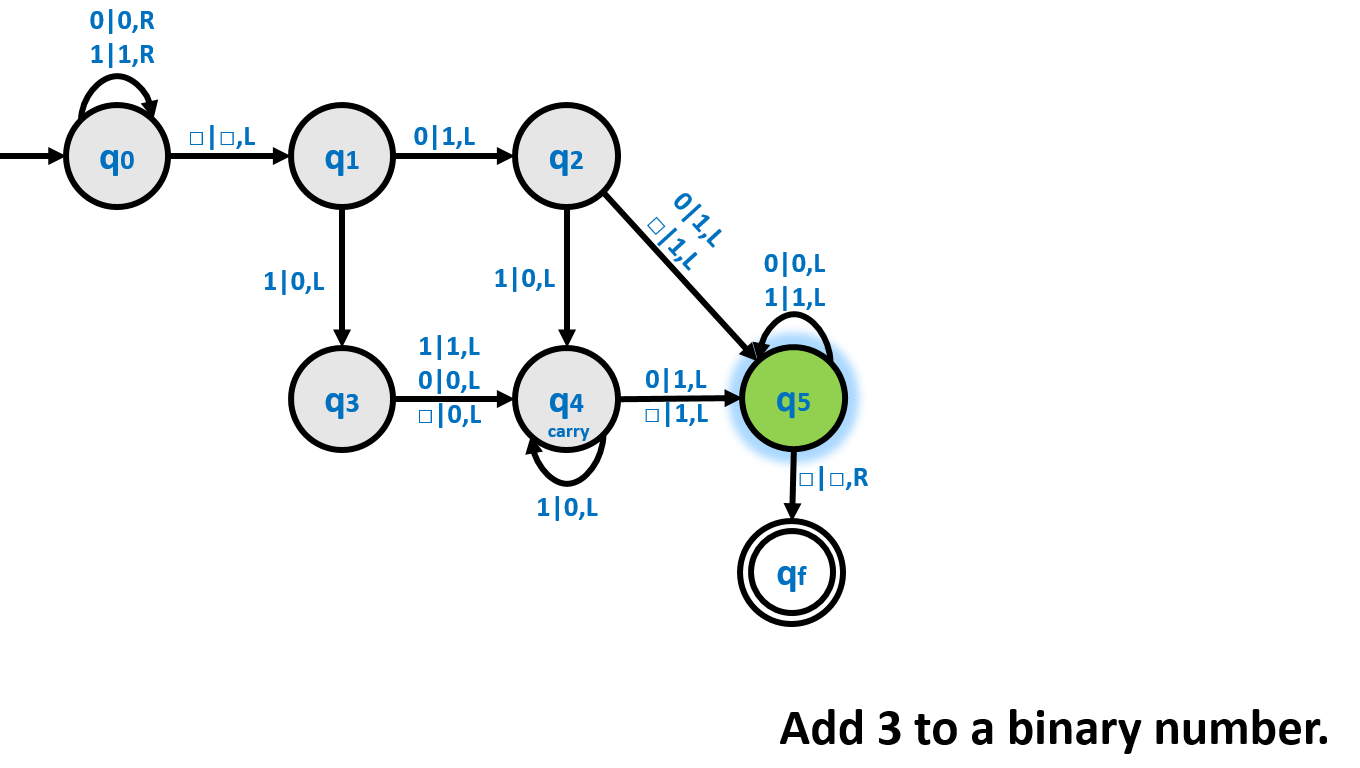 0|0,R
1|1,R
q0
□|□,L
q1
0|1,L
q2
0|1,L
□|1,L
1|0,L
1|0,L
0|0,L
1|1,L
q3
1|1,L
0|0,L
□|0,L
q4
carry
0|1,L
□|1,L
q5
1|0,L
□|□,R
qf
Add 3 to a binary number.